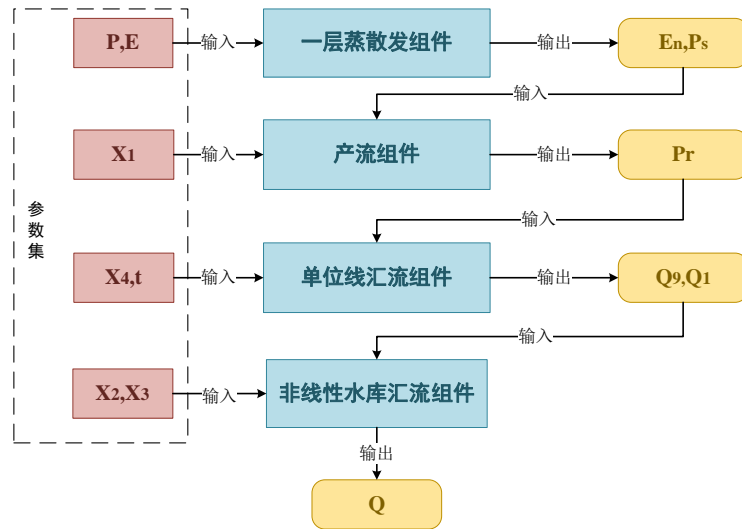 P,E
输入
一层蒸散发组件
输出
En,Ps
输入
X1
输入
产流组件
输出
Pr
输入
参数集
X4,t
输入
单位线汇流组件
输出
Q9,Q1
输入
X2,X3
输入
非线性水库汇流组件
输出
Q